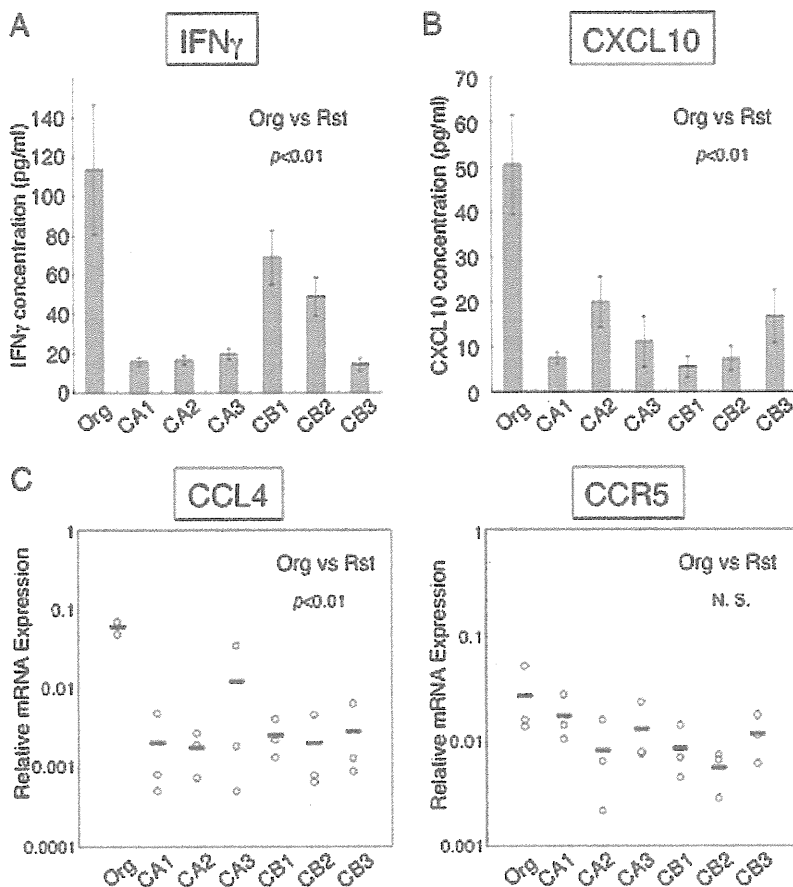 A
IFNγ
IFNγ concentration (pg/ml)
140
120
100
80
60
40
20
0
Org vs Rst
p<0.01
Org CA1 CA2 CA3 CB1 CB2 CB3
B
CXCL10
CXCL10 concentration (pg/ml)
70
60
50
40
30
20
10
0
Org vs Rst
p<0.01
Org CA1 CA2 CA3 CB1 CB2 CB3
C
CCL4
Relative mRNA Expression
1
0.1
0.01
0.001
0.0001
Org vs Rst
p<0.01
Org CA1 CA2 CA3 CB1 CB2 CB3
CCR5
Relative mRNA Expression
1
0.1
0.01
0.001
Org vs Rst
N. S.
Org CA1 CA2 CA3 CB1 CB2 CB3